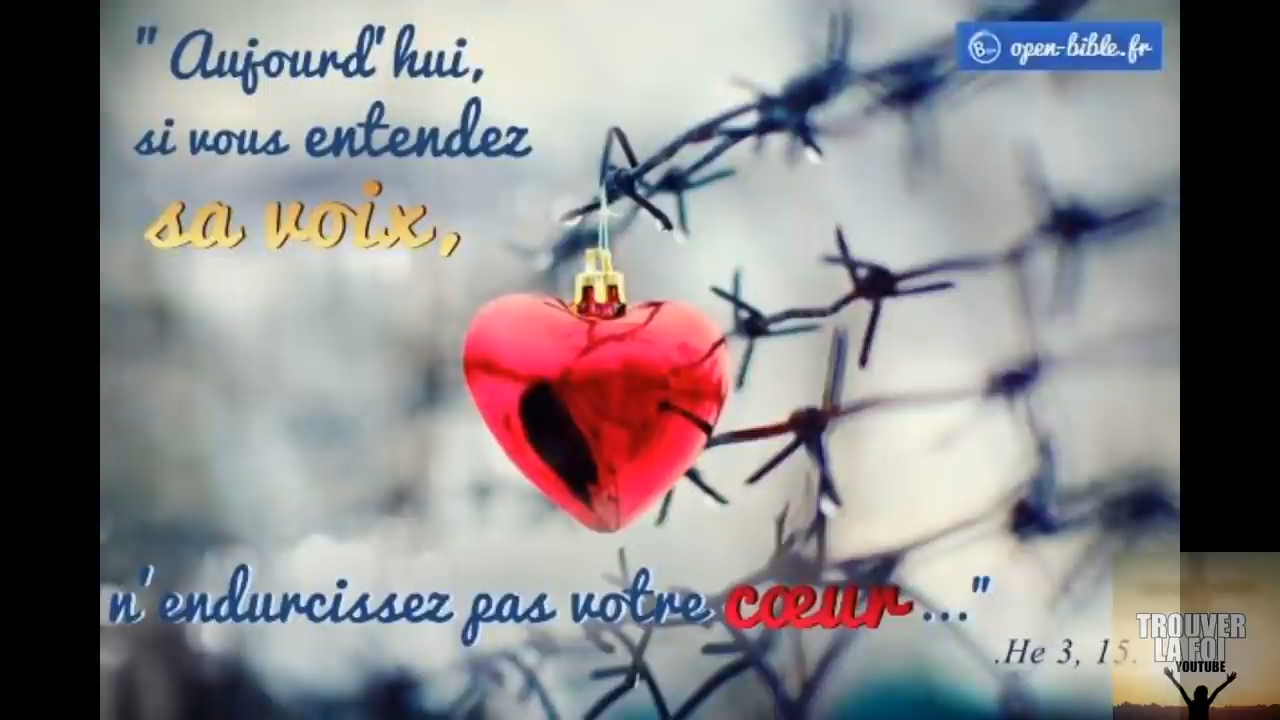 " Aujourd'hui,
si vous entendez
sa voix,
open-bible.fr
n'endurcissez pas votre cœur ..."
.He 3, 15.
TROUVER
LA FOI
YOUTUBE